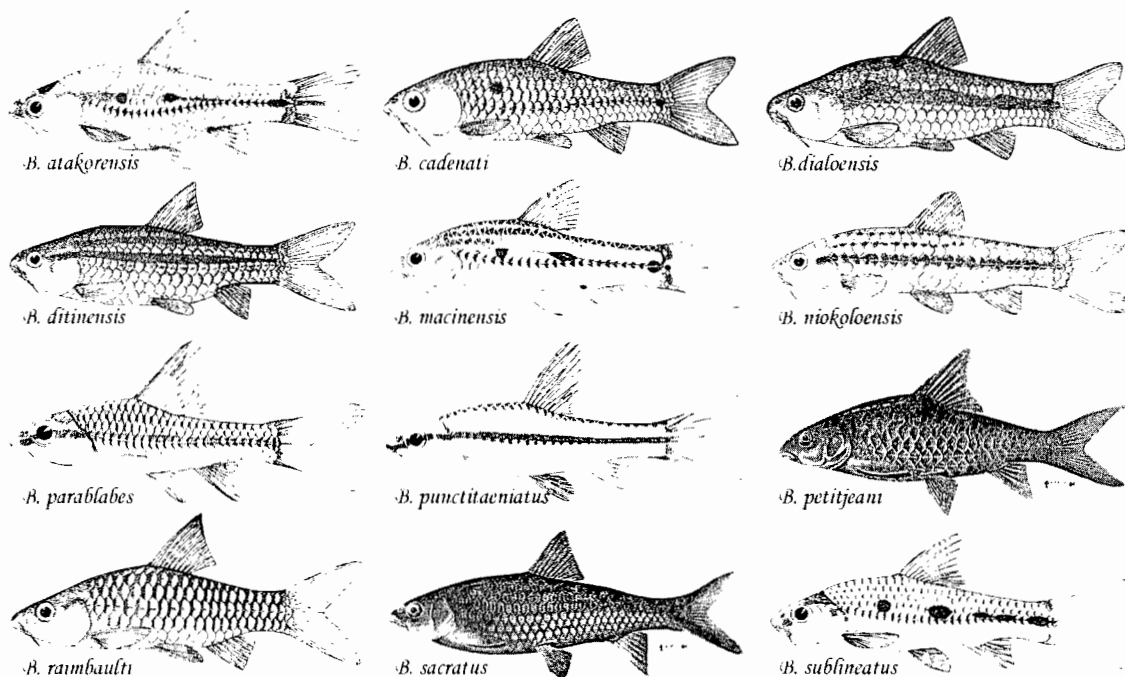 B. atakorensis
B. cadenati
B.dialoensis
B. ditinensis
B. macinensis
B. niokoloensis
B. parablabes
B. punctitaeniatus
B. petitjeani
B. raimbaulti
B. sacratus
B. sublineatus